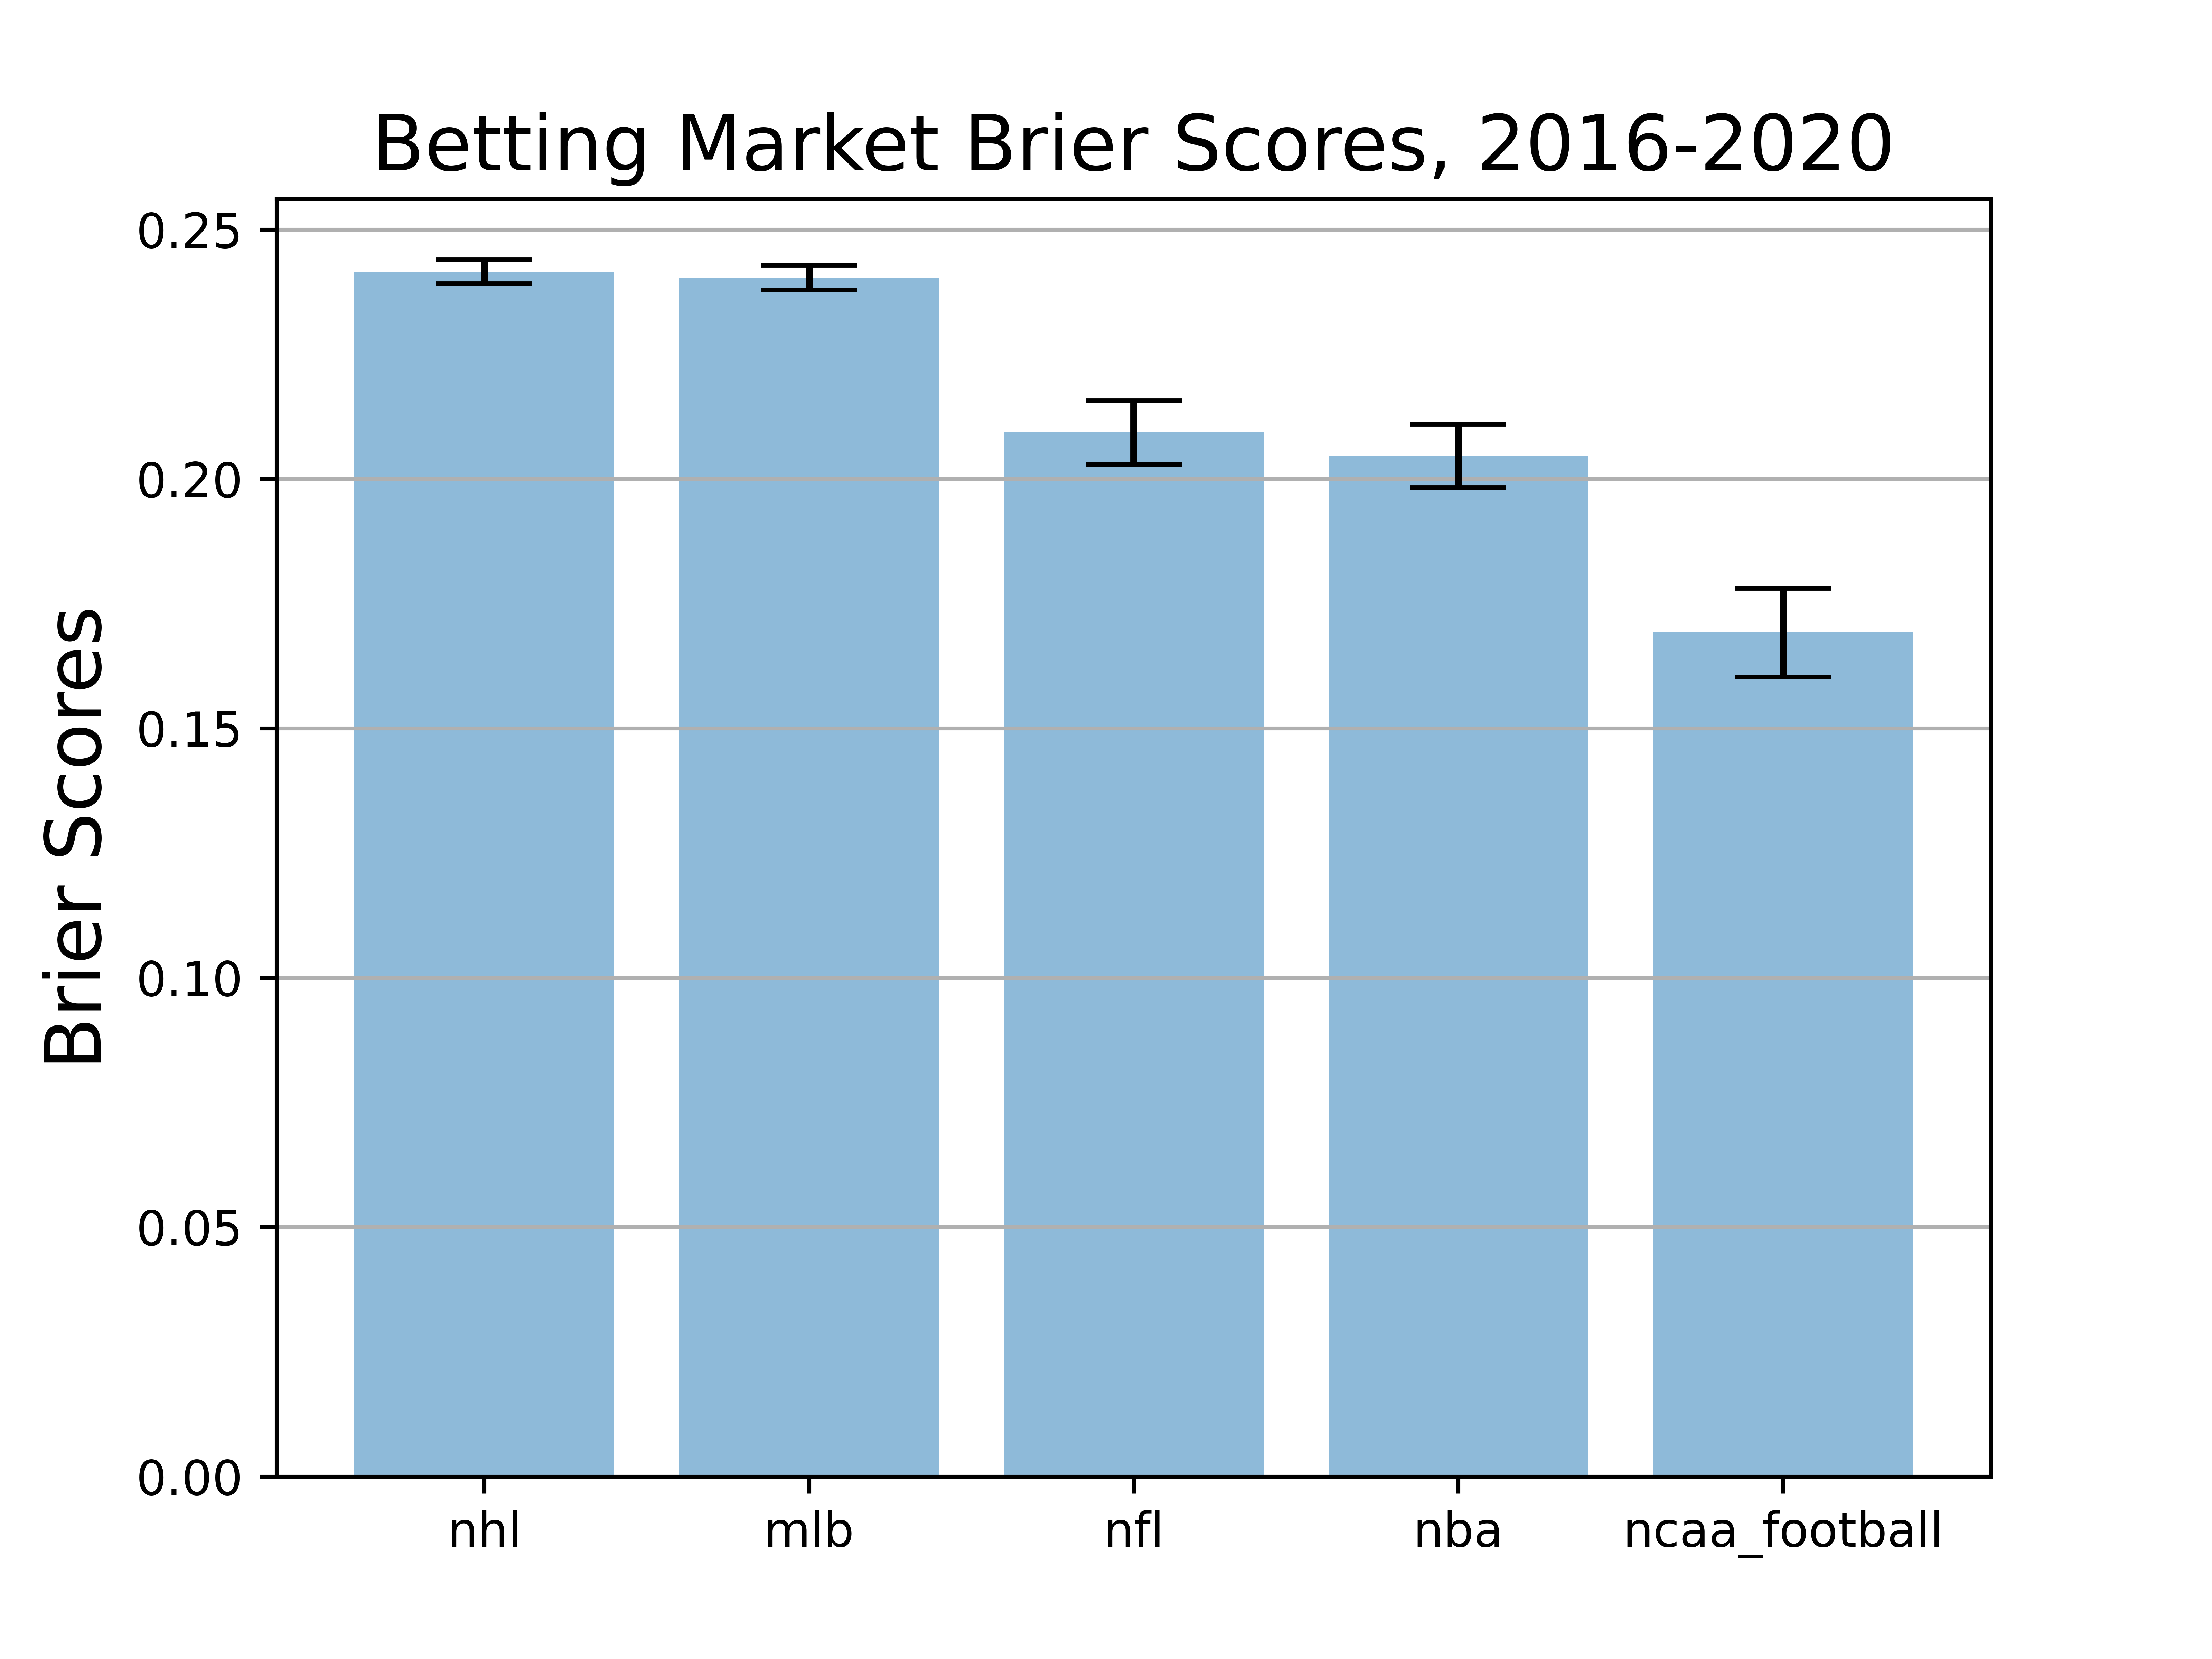 Betting Market Brier Scores, 2016-2020
Brier Scores
0.25
0.20
0.15
0.10
0.05
0.00
nhl mlb nfl nba ncaa_football